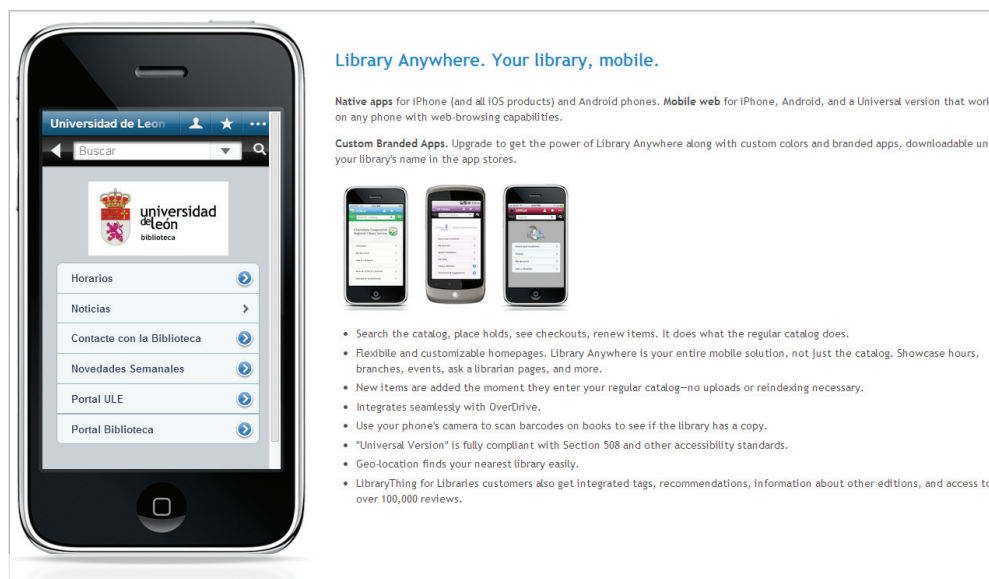 Universidad de Leon
Buscar
universidad
de león
biblioteca
Horarios
Noticias
Contacte con la Biblioteca
Novedades Semanales
Portal ULE
Portal Biblioteca
Library Anywhere. Your library, mobile.
Native apps for iPhone (and all iOS products) and Android phones. Mobile web for iPhone, Android, and a Universal version that work
on any phone with web-browsing capabilities.
Custom Branded Apps. Upgrade to get the power of Library Anywhere along with custom colors and branded apps, downloadable un
your library's name in the app stores.
• Search the catalog, place holds, see checkouts, renew items. It does what the regular catalog does.
• Flexibile and customizable homepages. Library Anywhere is your entire mobile solution, not just the catalog. Showcase hours,
branches, events, ask a librarian pages, and more.
• New items are added the moment they enter your regular catalog—no uploads or reindexing necessary.
• Integrates seamlessly with OverDrive.
• Use your phone's camera to scan barcodes on books to see if the library has a copy.
• "Universal Version" is fully compliant with Section 508 and other accessibility standards.
• Geo-location finds your nearest library easily.
• LibraryThing for Libraries customers also get integrated tags, recommendations, information about other editions, and access to
over 100,000 reviews.